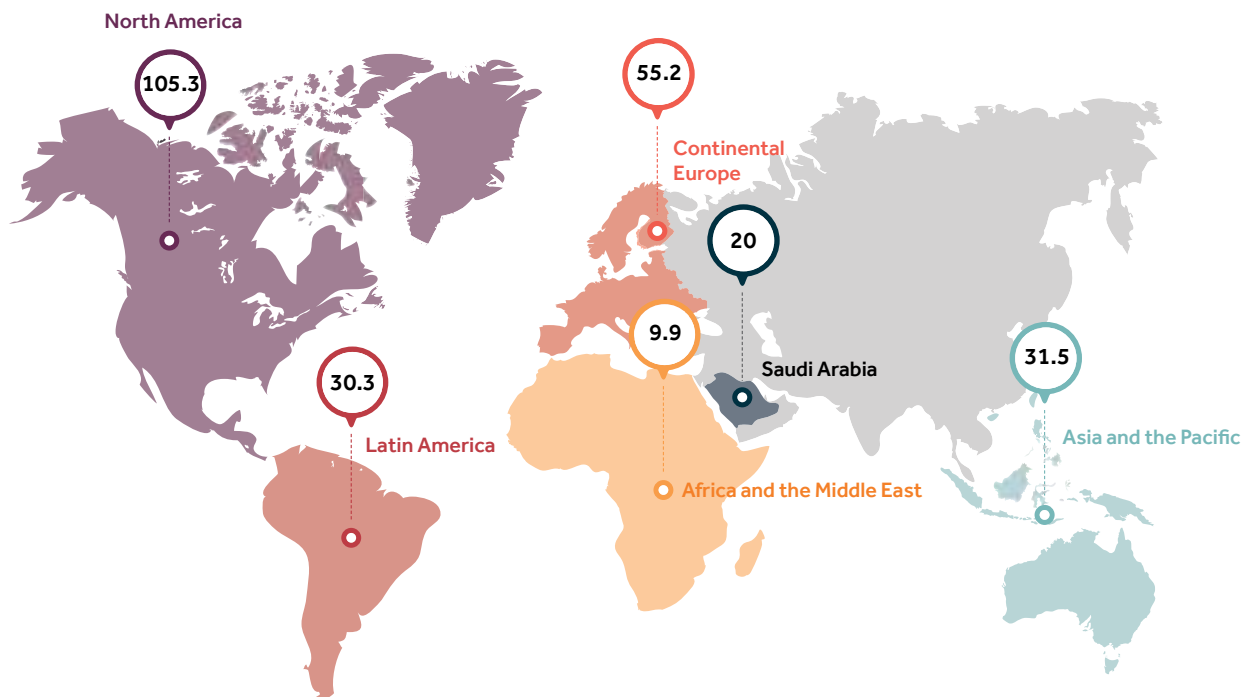 North America
105.3
55.2
Continental
Europe
20
9.9
Saudi Arabia
31.5
30.3
Latin America
Asia and the Pacific
Africa and the Middle East